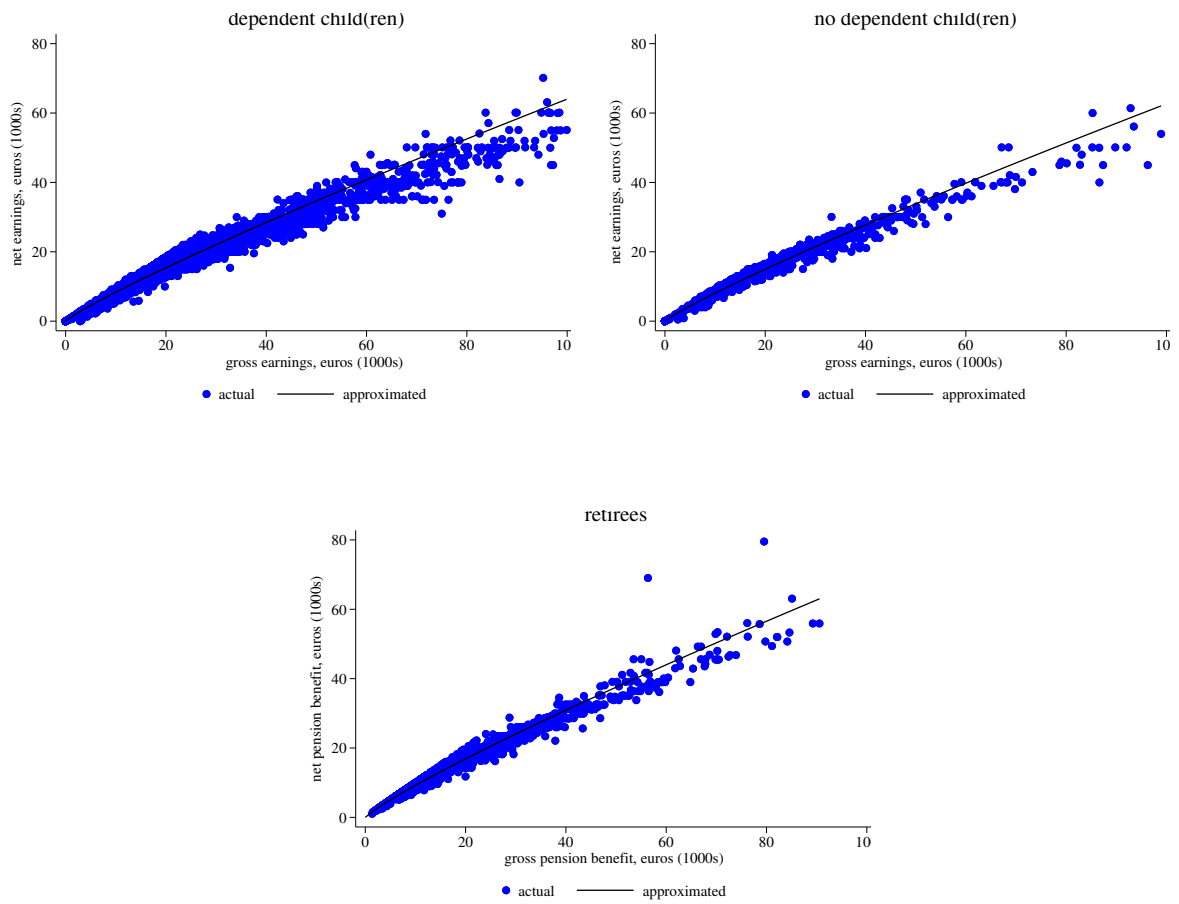 dependent child(ren)
80
60
40
20
0
net earnings, euros (1000s)
0 20 40 60 80 10
gross earnings, euros (1000s)
actual approximated
no dependent child(ren)
80
60
40
20
0
net earnings, euros (1000s)
0 20 40 60 80 10
gross earnings, euros (1000s)
actual approximated
retirees
80
60
40
20
0
net pension benefit, euros (1000s)
0 20 40 60 80 100
gross pension benefit, euros (1000s)
actual approximated